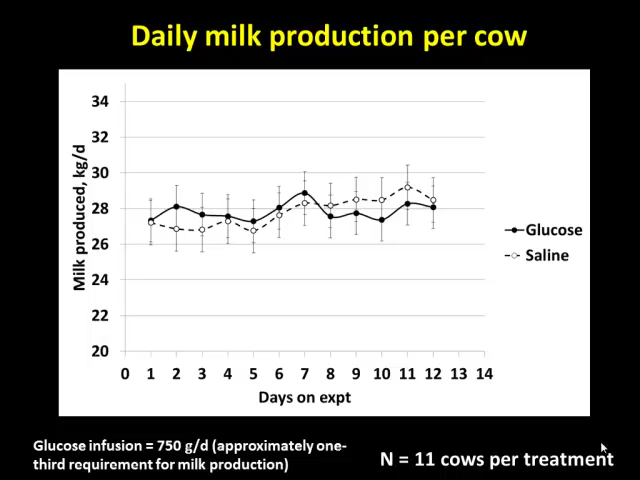 Daily milk production per cow
34
32
30
28
26
24
22
20
Milk produced, kg/d
0 1 2 3 4 5 6 7 8 9 10 11 12 13 14
Days on expt
Glucose
Saline
Glucose infusion = 750 g/d (approximately one-
third requirement for milk production)
N = 11 cows per treatment